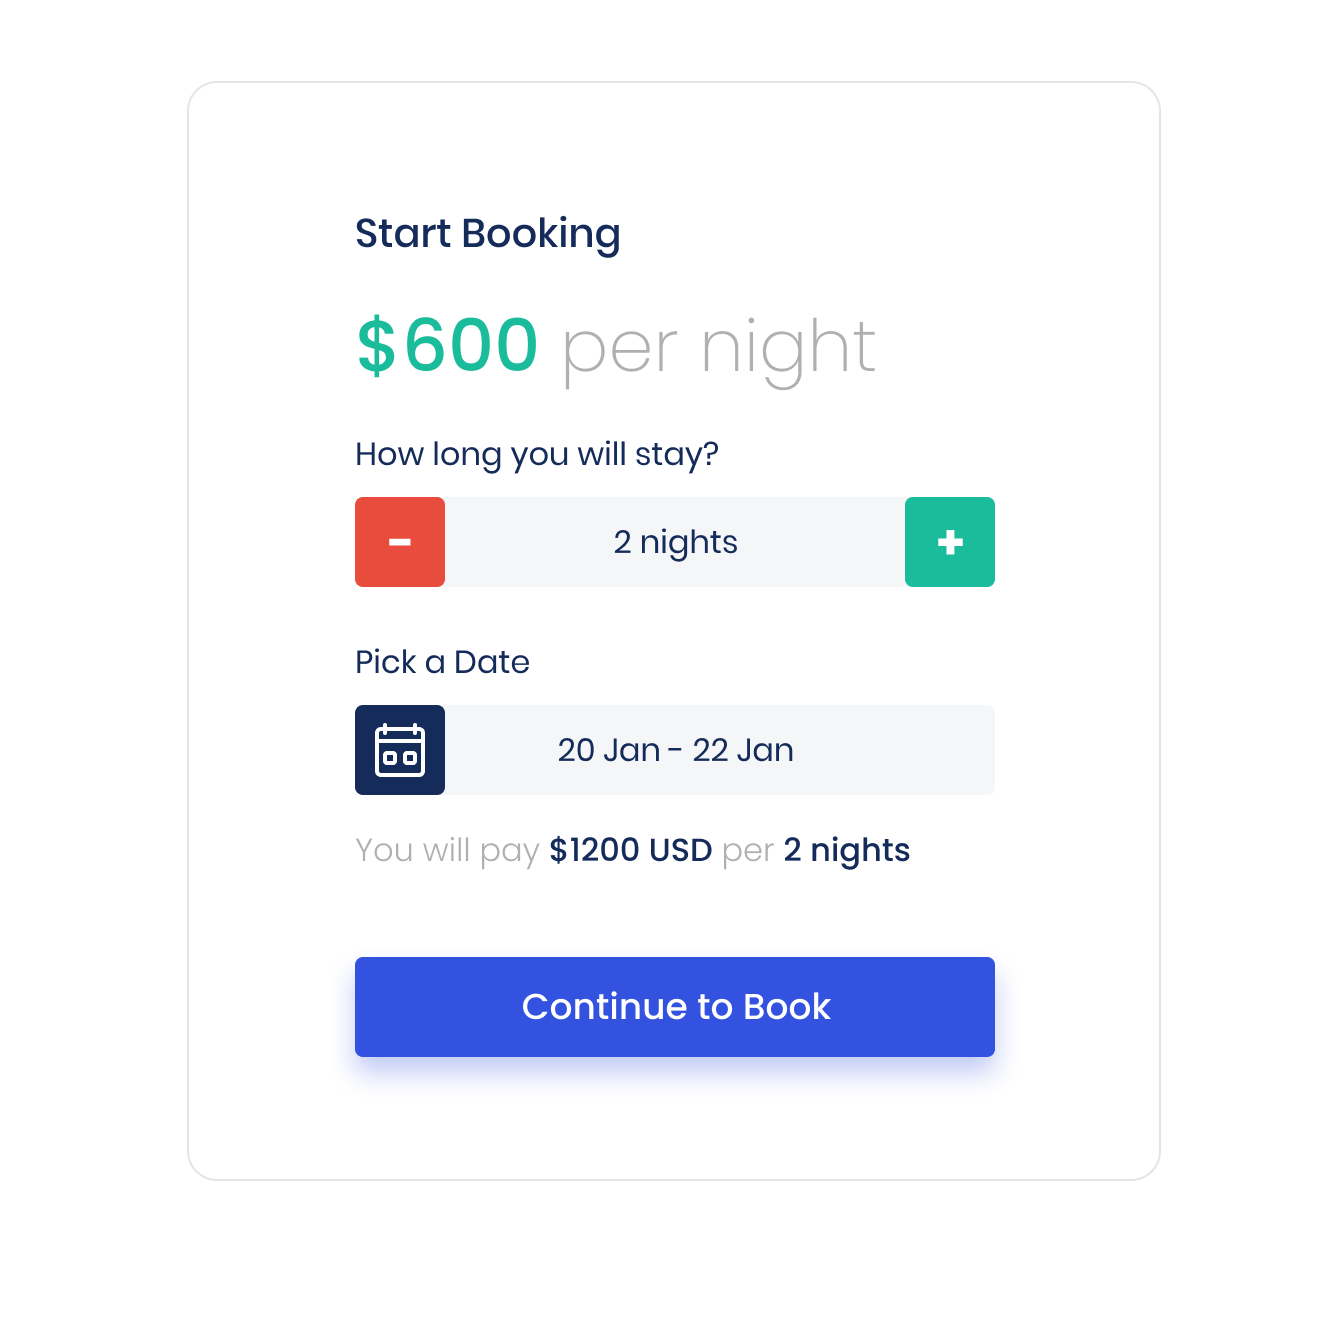 Start Booking
$600 per night
How long you will stay?
- 2 nights +
Pick a Date
20 Jan - 22 Jan
You will pay $1200 USD per 2 nights
Continue to Book